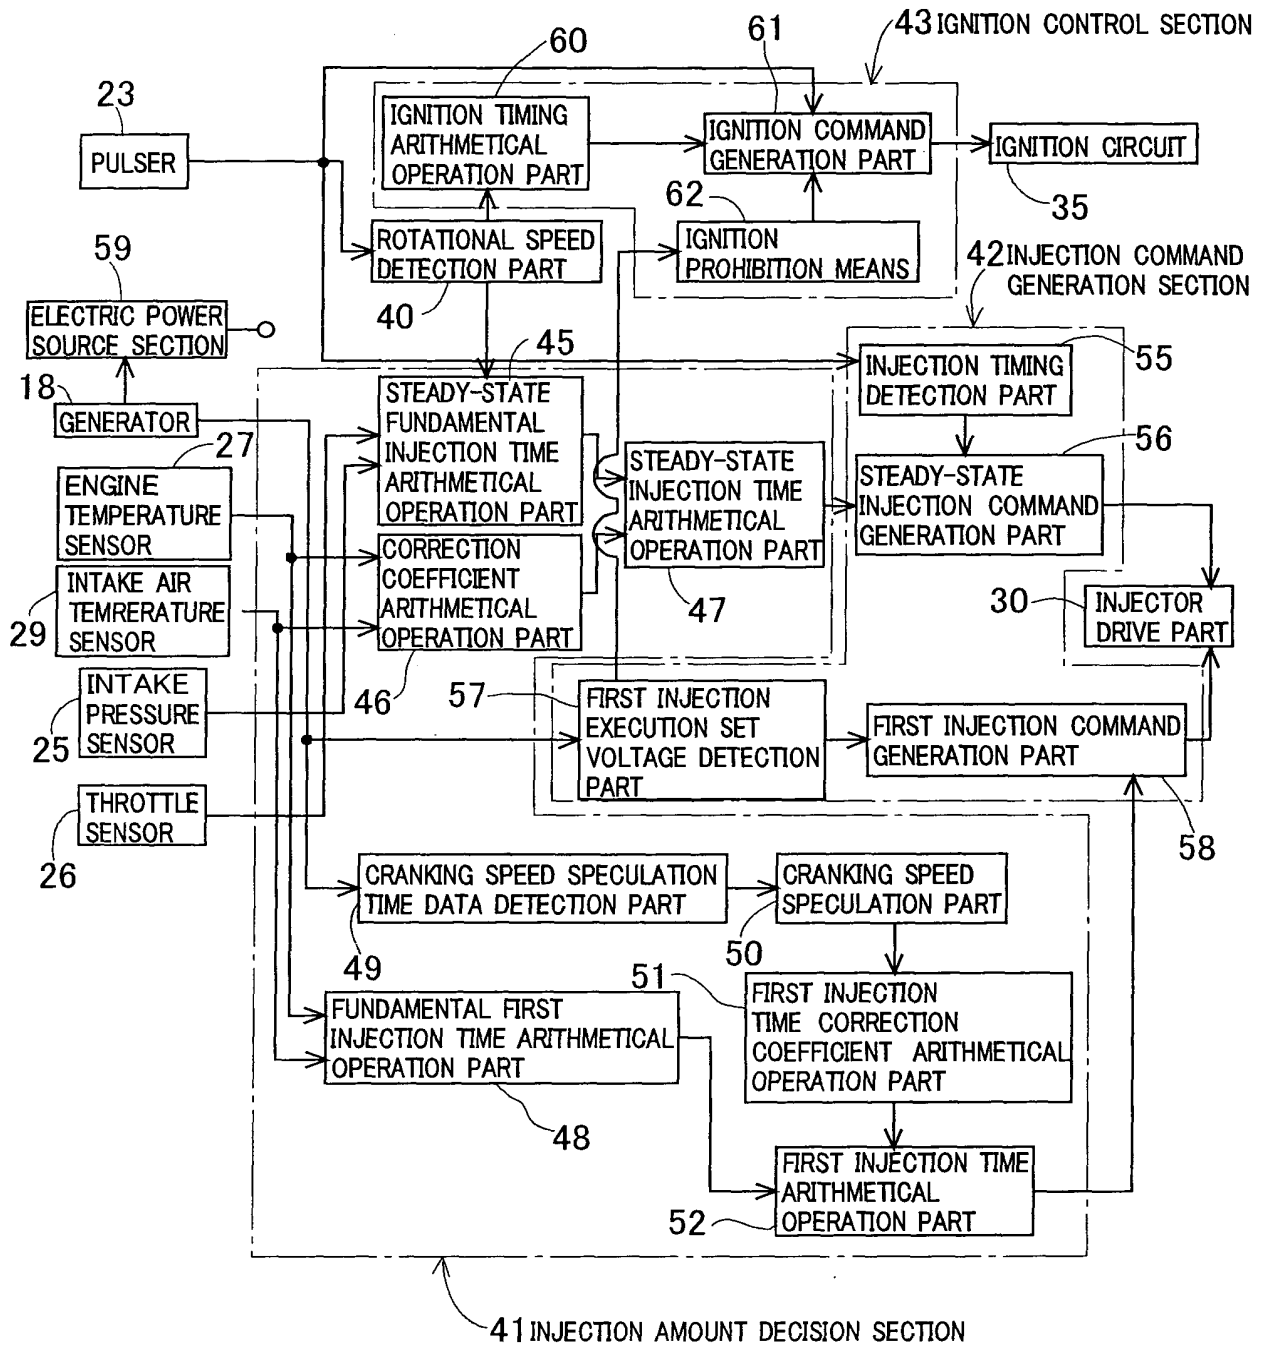 43 IGNITION CONTROL SECTION
60
61
23
PULSER
IGNITION TIMING
ARITHMETICAL
OPERATION PART
IGNITION COMMAND
GENERATION PART
IGNITION CIRCUIT
35
62
ROTATIONAL SPEED
DETECTION PART
40
IGNITION
PROHIBITION MEANS
42 INJECTION COMMAND
GENERATION SECTION
59
ELECTRIC POWER
SOURCE SECTION
18
GENERATOR
45
STEADY-STATE
FUNDAMENTAL
INJECTION TIME
ARITHMETICAL
OPERATION PART
INJECTION TIMING
DETECTION PART
55
27
ENGINE
TEMPERATURE
SENSOR
STEADY-STATE
INJECTION TIME
ARITHMETICAL
OPERATION PART
47
STEADY-STATE
INJECTION COMMAND
GENERATION PART
56
CORRECTION
COEFFICIENT
ARITHMETICAL
OPERATION PART
46
INTAKE AIR
TEMRERATURE
SENSOR
29
30
INJECTOR
DRIVE PART
INTAKE
PRESSURE
SENSOR
25
57
FIRST INJECTION
EXECUTION SET
VOLTAGE DETECTION
PART
FIRST INJECTION COMMAND
GENERATION PART
58
THROTTLE
SENSOR
26
CRANKING SPEED SPECULATION
TIME DATA DETECTION PART
49
CRANKING SPEED
SPECULATION PART
50
51
FIRST INJECTION
TIME CORRECTION
COEFFICIENT ARITHMETICAL
OPERATION PART
FUNDAMENTAL FIRST
INJECTION TIME ARITHMETICAL
OPERATION PART
48
FIRST INJECTION TIME
ARITHMETICAL
OPERATION PART
52
41 INJECTION AMOUNT DECISION SECTION